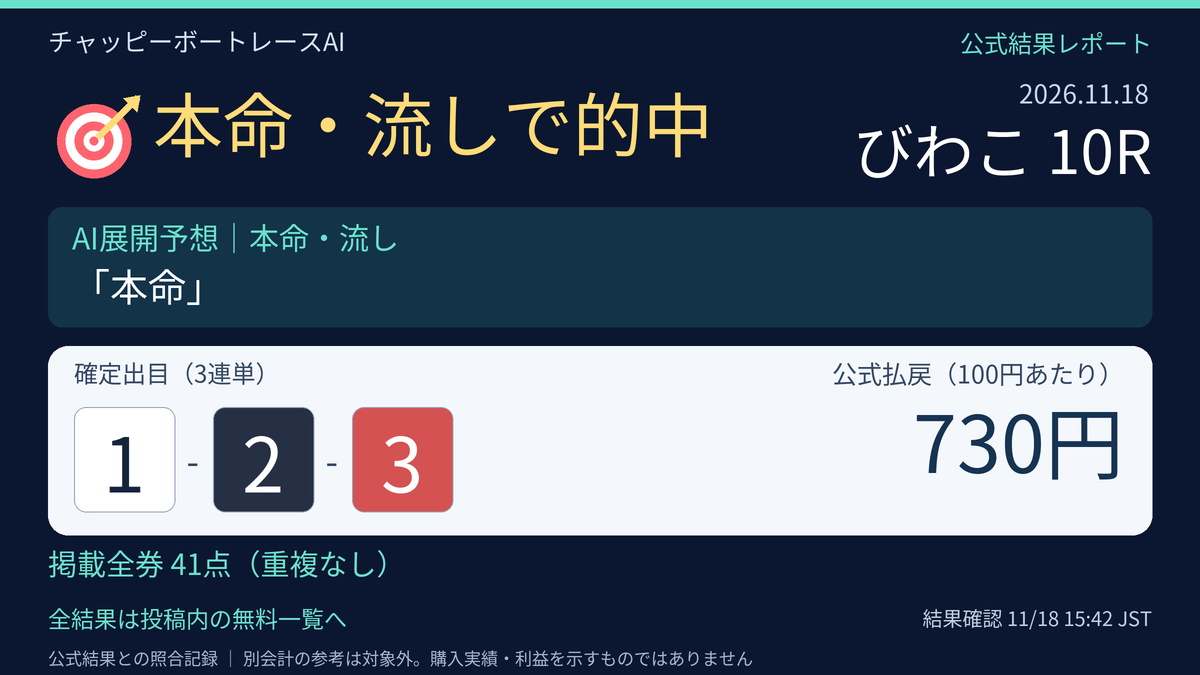 チャッピーボートレースAI
公式結果レポート
2026.11.18
本命・流しで的中
びわこ 10R
AI展開予想｜本命・流し
「本命」
確定出目（3連単）
公式払戻（100円あたり）
1 - 2 - 3
730円
掲載全券 41点（重複なし）
全結果は投稿内の無料一覧へ
結果確認 11/18 15:42 JST
公式結果との照合記録 ｜ 別会計の参考は対象外。購入実績・利益を示すものではありません